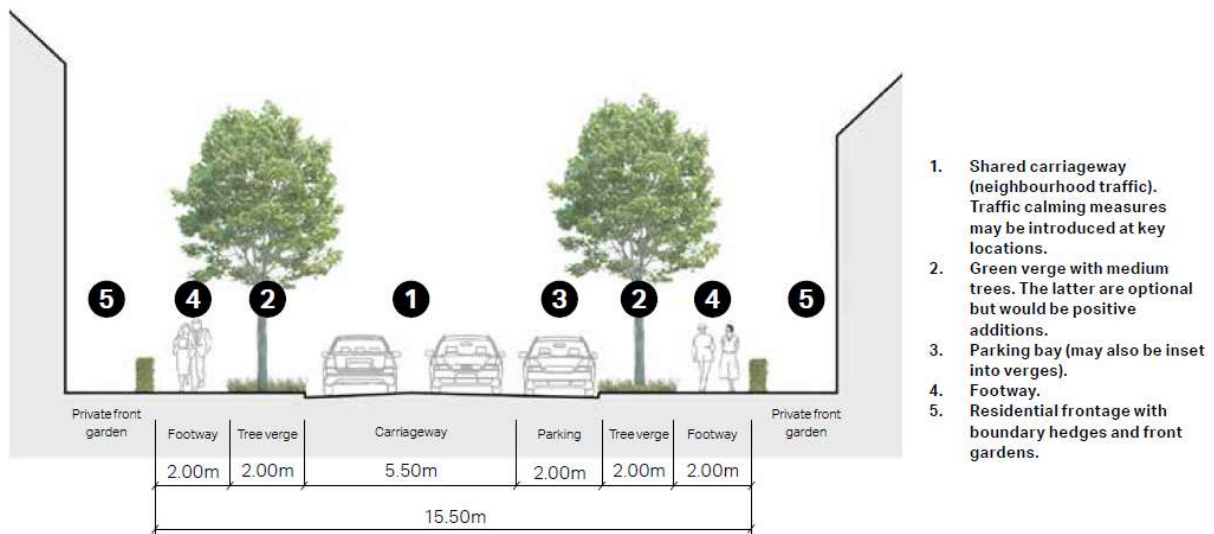 5
4
2
1
3
2
4
5
Private front
garden
Footway
Tree verge
Carriageway
Parking
Tree verge
Footway
Private front
garden
2.00m
2.00m
5.50m
2.00m
2.00m
2.00m
15.50m
1. Shared carriageway
(neighbourhood traffic).
Traffic calming measures
may be introduced at key
locations.
2. Green verge with medium
trees. The latter are optional
but would be positive
additions.
3. Parking bay (may also be inset
into verges).
4. Footway.
5. Residential frontage with
boundary hedges and front
gardens.